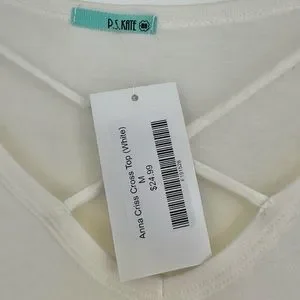 P.S.KATE
Anna Criss Cross Top (White)
M
$24.99